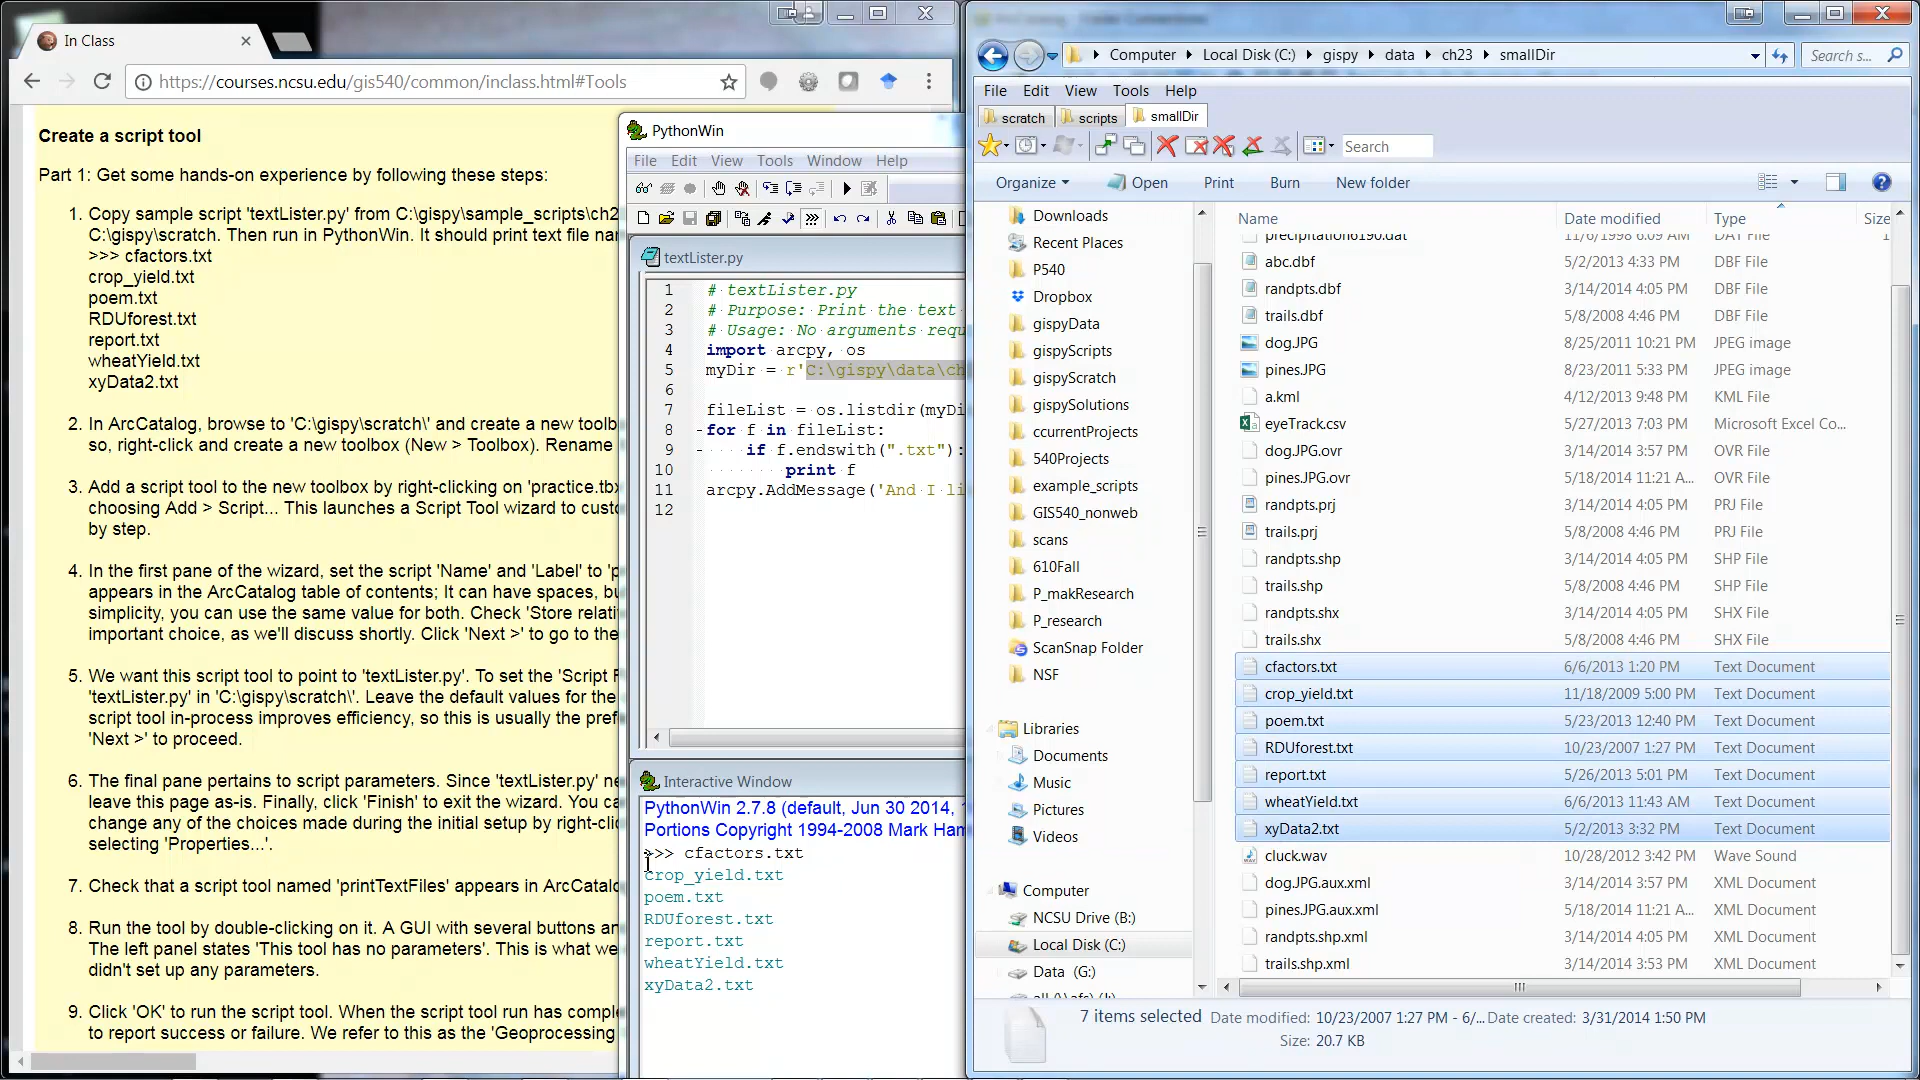 In Class
https://courses.ncsu.edu/gis540/common/inclass.html#Tools
Create a script tool
Part 1: Get some hands-on experience by following these steps:
1. Copy sample script 'textLister.py' from C:\gispy\sample_scripts\ch2
C:\gispy\scratch. Then run in PythonWin. It should print text file nar
>>> cfactors.txt
crop_yield.txt
poem.txt
RDUforest.txt
report.txt
wheatYield.txt
xyData2.txt
2. In ArcCatalog, browse to 'C:\gispy\scratch\' and create a new toolb
so, right-click and create a new toolbox (New > Toolbox). Rename
3. Add a script tool to the new toolbox by right-clicking on 'practice.tb
choosing Add > Script... This launches a Script Tool wizard to custo
by step.
4. In the first pane of the wizard, set the script 'Name' and 'Label' to 'p
appears in the ArcCatalog table of contents; It can have spaces, bu
simplicity, you can use the same value for both. Check 'Store relati
important choice, as we'll discuss shortly. Click 'Next >' to go to the
5. We want this script tool to point to 'textLister.py'. To set the 'Script F
'textLister.py' in 'C:\gispy\scratch\'. Leave the default values for the
script tool in-process improves efficiency, so this is usually the pref
'Next >' to proceed.
6. The final pane pertains to script parameters. Since 'textLister.py' ne
leave this page as-is. Finally, click 'Finish' to exit the wizard. You ca
change any of the choices made during the initial setup by right-clic
selecting 'Properties...'.
7. Check that a script tool named 'printTextFiles' appears in ArcCatalo
8. Run the tool by double-clicking on it. A GUI with several buttons an
The left panel states 'This tool has no parameters'. This is what we
didn't set up any parameters.
9. Click 'OK' to run the script tool. When the script tool run has compl
to report success or failure. We refer to this as the 'Geoprocessing
PythonWin
File Edit View Tools Window Help
textLister.py
1 # textLister.py
2 # Purpose: Print the text
3 # Usage: No arguments requ
4 import arcpy, os
5 myDir = r'C:\gispy\data\ch
6
7 fileList = os.listdir(myDi
8 for f in fileList:
9 if f.endswith(".txt"):
10 print f
11 arcpy.AddMessage('And I li
12
Interactive Window
PythonWin 2.7.8 (default, Jun 30 2014,
Portions Copyright 1994-2008 Mark Ham
>>> cfactors.txt
crop_yield.txt
poem.txt
RDUforest.txt
report.txt
wheatYield.txt
xyData2.txt
Computer Local Disk (C:) gispy data ch23 smallDir
Search s...
File Edit View Tools Help
scratch scripts smallDir
Search
Organize Open Print Burn New folder
Downloads
Recent Places
P540
Dropbox
gispyData
gispyScripts
gispyScratch
gispySolutions
ccurrentProjects
540Projects
example_scripts
GIS540_nonweb
scans
610Fall
P_makResearch
P_research
ScanSnap Folder
NSF
Libraries
Documents
Music
Pictures
Videos
Computer
NCSU Drive (B:)
Local Disk (C:)
Data (G:)
Name Date modified Type Size
precipitation6190.dat 11/6/1998 6:09 AM DAT File 1
abc.dbf 5/2/2013 4:33 PM DBF File
randpts.dbf 3/14/2014 4:05 PM DBF File
trails.dbf 5/8/2008 4:46 PM DBF File
dog.JPG 8/25/2011 10:21 PM JPEG image
pines.JPG 8/23/2011 5:33 PM JPEG image
a.kml 4/12/2013 9:48 PM KML File
eyeTrack.csv 5/27/2013 7:03 PM Microsoft Excel Co...
dog.JPG.ovr 3/14/2014 3:57 PM OVR File
pines.JPG.ovr 5/18/2014 11:21 A... OVR File
randpts.prj 3/14/2014 4:05 PM PRJ File
trails.prj 5/8/2008 4:46 PM PRJ File
randpts.shp 3/14/2014 4:05 PM SHP File
trails.shp 5/8/2008 4:46 PM SHP File
randpts.shx 3/14/2014 4:05 PM SHX File
trails.shx 5/8/2008 4:46 PM SHX File
cfactors.txt 6/6/2013 1:20 PM Text Document
crop_yield.txt 11/18/2009 5:00 PM Text Document
poem.txt 5/23/2013 12:40 PM Text Document
RDUforest.txt 10/23/2007 1:27 PM Text Document
report.txt 5/26/2013 5:01 PM Text Document
wheatYield.txt 6/6/2013 11:43 AM Text Document
xyData2.txt 5/2/2013 3:32 PM Text Document
cluck.wav 10/28/2012 3:42 PM Wave Sound
dog.JPG.aux.xml 3/14/2014 3:57 PM XML Document
pines.JPG.aux.xml 5/18/2014 11:21 A... XML Document
randpts.shp.xml 3/14/2014 4:05 PM XML Document
trails.shp.xml 3/14/2014 3:53 PM XML Document
7 items selected Date modified: 10/23/2007 1:27 PM - 6/... Date created: 3/31/2014 1:50 PM
Size: 20.7 KB